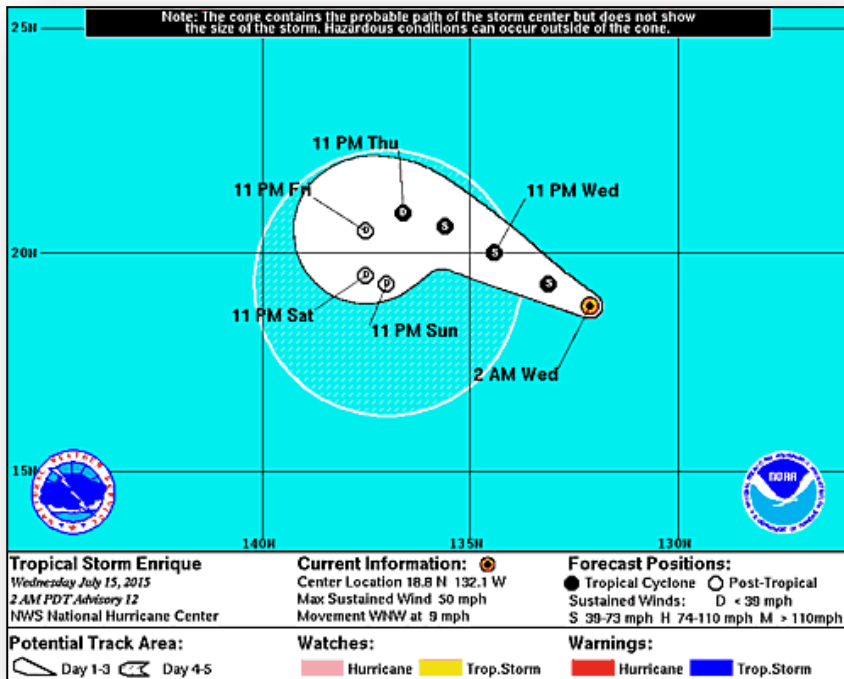 Note: The cone contains the probable path of the storm center but does not show
the size of the storm. Hazardous conditions can occur outside of the cone.
25N
11 PM Thu
11 PM Fri
11 PM Wed
D
S
D
20N
S
D
D
S
11 PM Sat
11 PM Sun
2 AM Wed
15N
NOAA
140W
135W
130W
Tropical Storm Enrique
Wednesday July 15, 2015
2 AM PDT Advisory 12
NWS National Hurricane Center
Current Information:
Center Location 18.8 N 132.1 W
Max Sustained Wind 50 mph
Movement WNW at 9 mph
Forecast Positions:
Tropical Cyclone Post-Tropical
Sustained Winds: D < 39 mph
S 39-73 mph H 74-110 mph M > 110mph
Potential Track Area:
Day 1-3 Day 4-5
Watches:
Hurricane Trop.Storm
Warnings:
Hurricane Trop.Storm